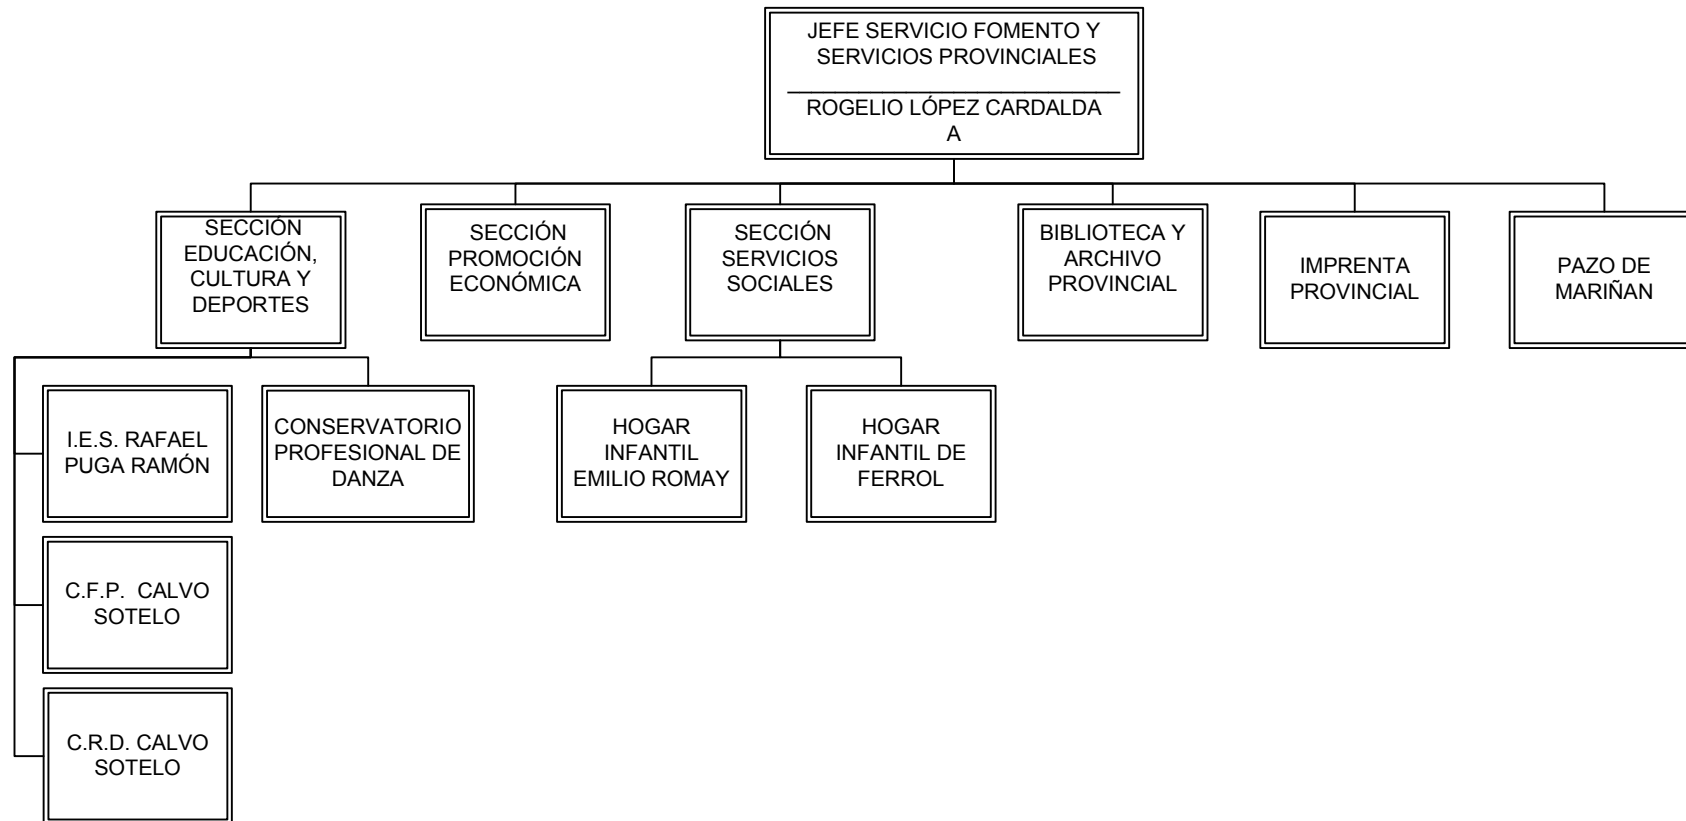 JEFE SERVICIO FOMENTO Y
SERVICIOS PROVINCIALES
ROGELIO LÓPEZ CARDALDA
A
SECCIÓN
EDUCACIÓN,
CULTURA Y
DEPORTES
SECCIÓN
PROMOCIÓN
ECONÓMICA
SECCIÓN
SERVICIOS
SOCIALES
BIBLIOTECA Y
ARCHIVO
PROVINCIAL
IMPRENTA
PROVINCIAL
PAZO DE
MARIÑAN
I.E.S. RAFAEL
PUGA RAMÓN
CONSERVATORIO
PROFESIONAL DE
DANZA
HOGAR
INFANTIL
EMILIO ROMAY
HOGAR
INFANTIL DE
FERROL
C.F.P.  CALVO
SOTELO
C.R.D. CALVO
SOTELO